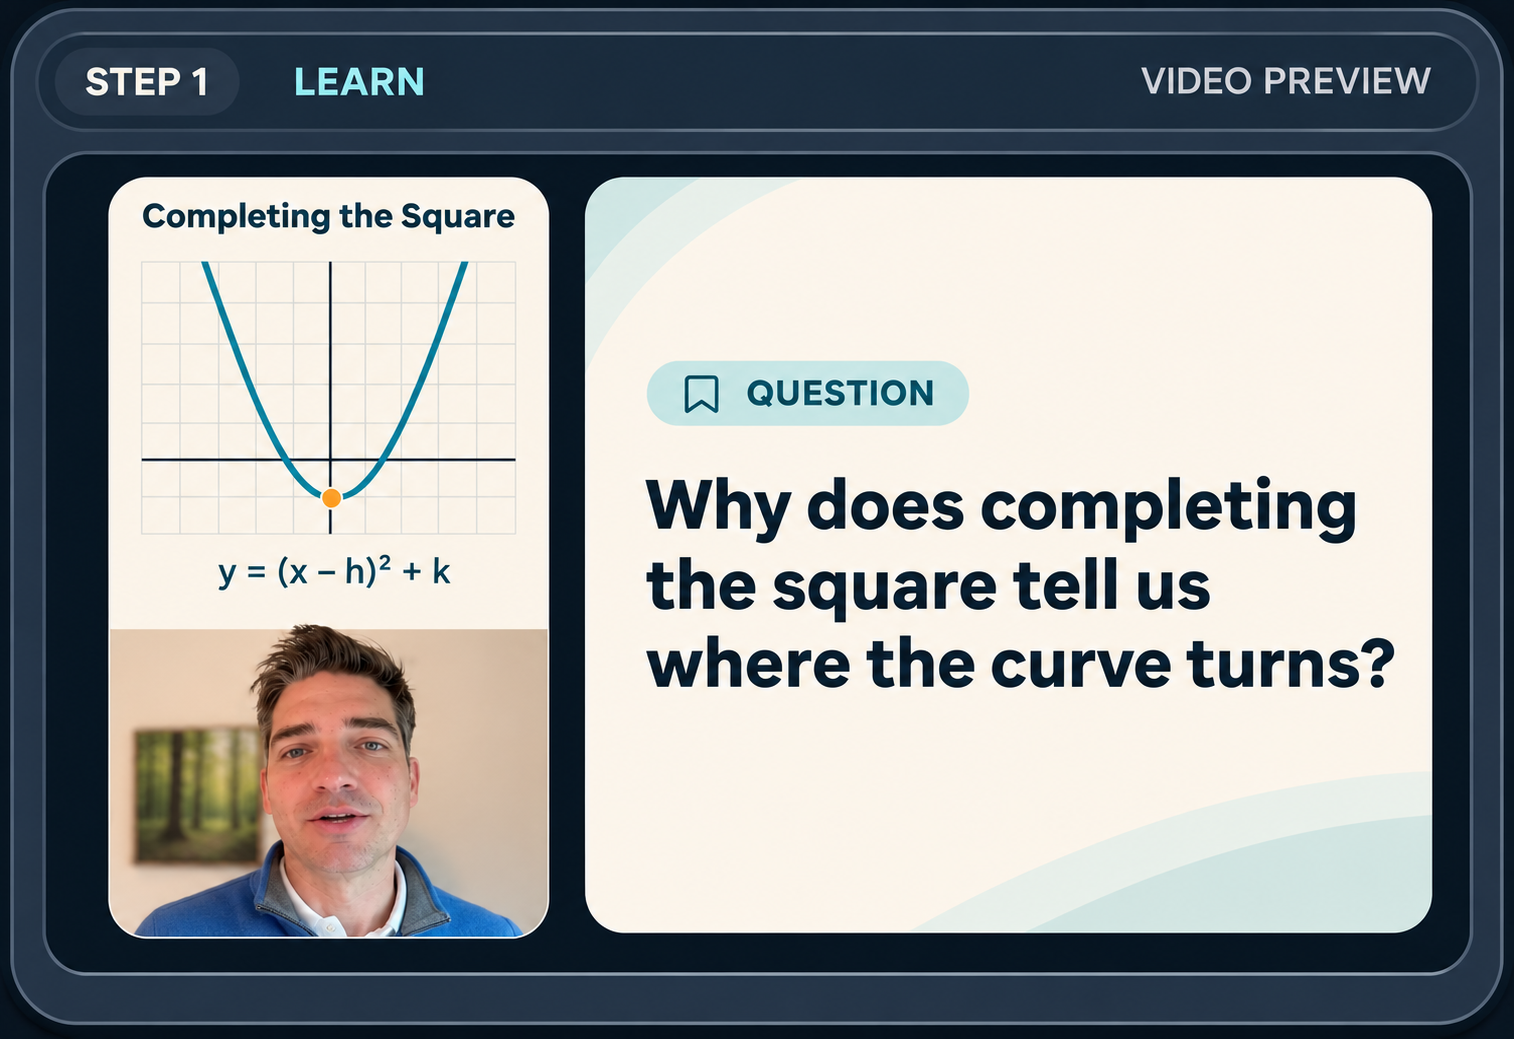 STEP 1
LEARN
VIDEO PREVIEW
Completing the Square
y = (x – h)² + k
QUESTION
Why does completing
the square tell us
where the curve turns?